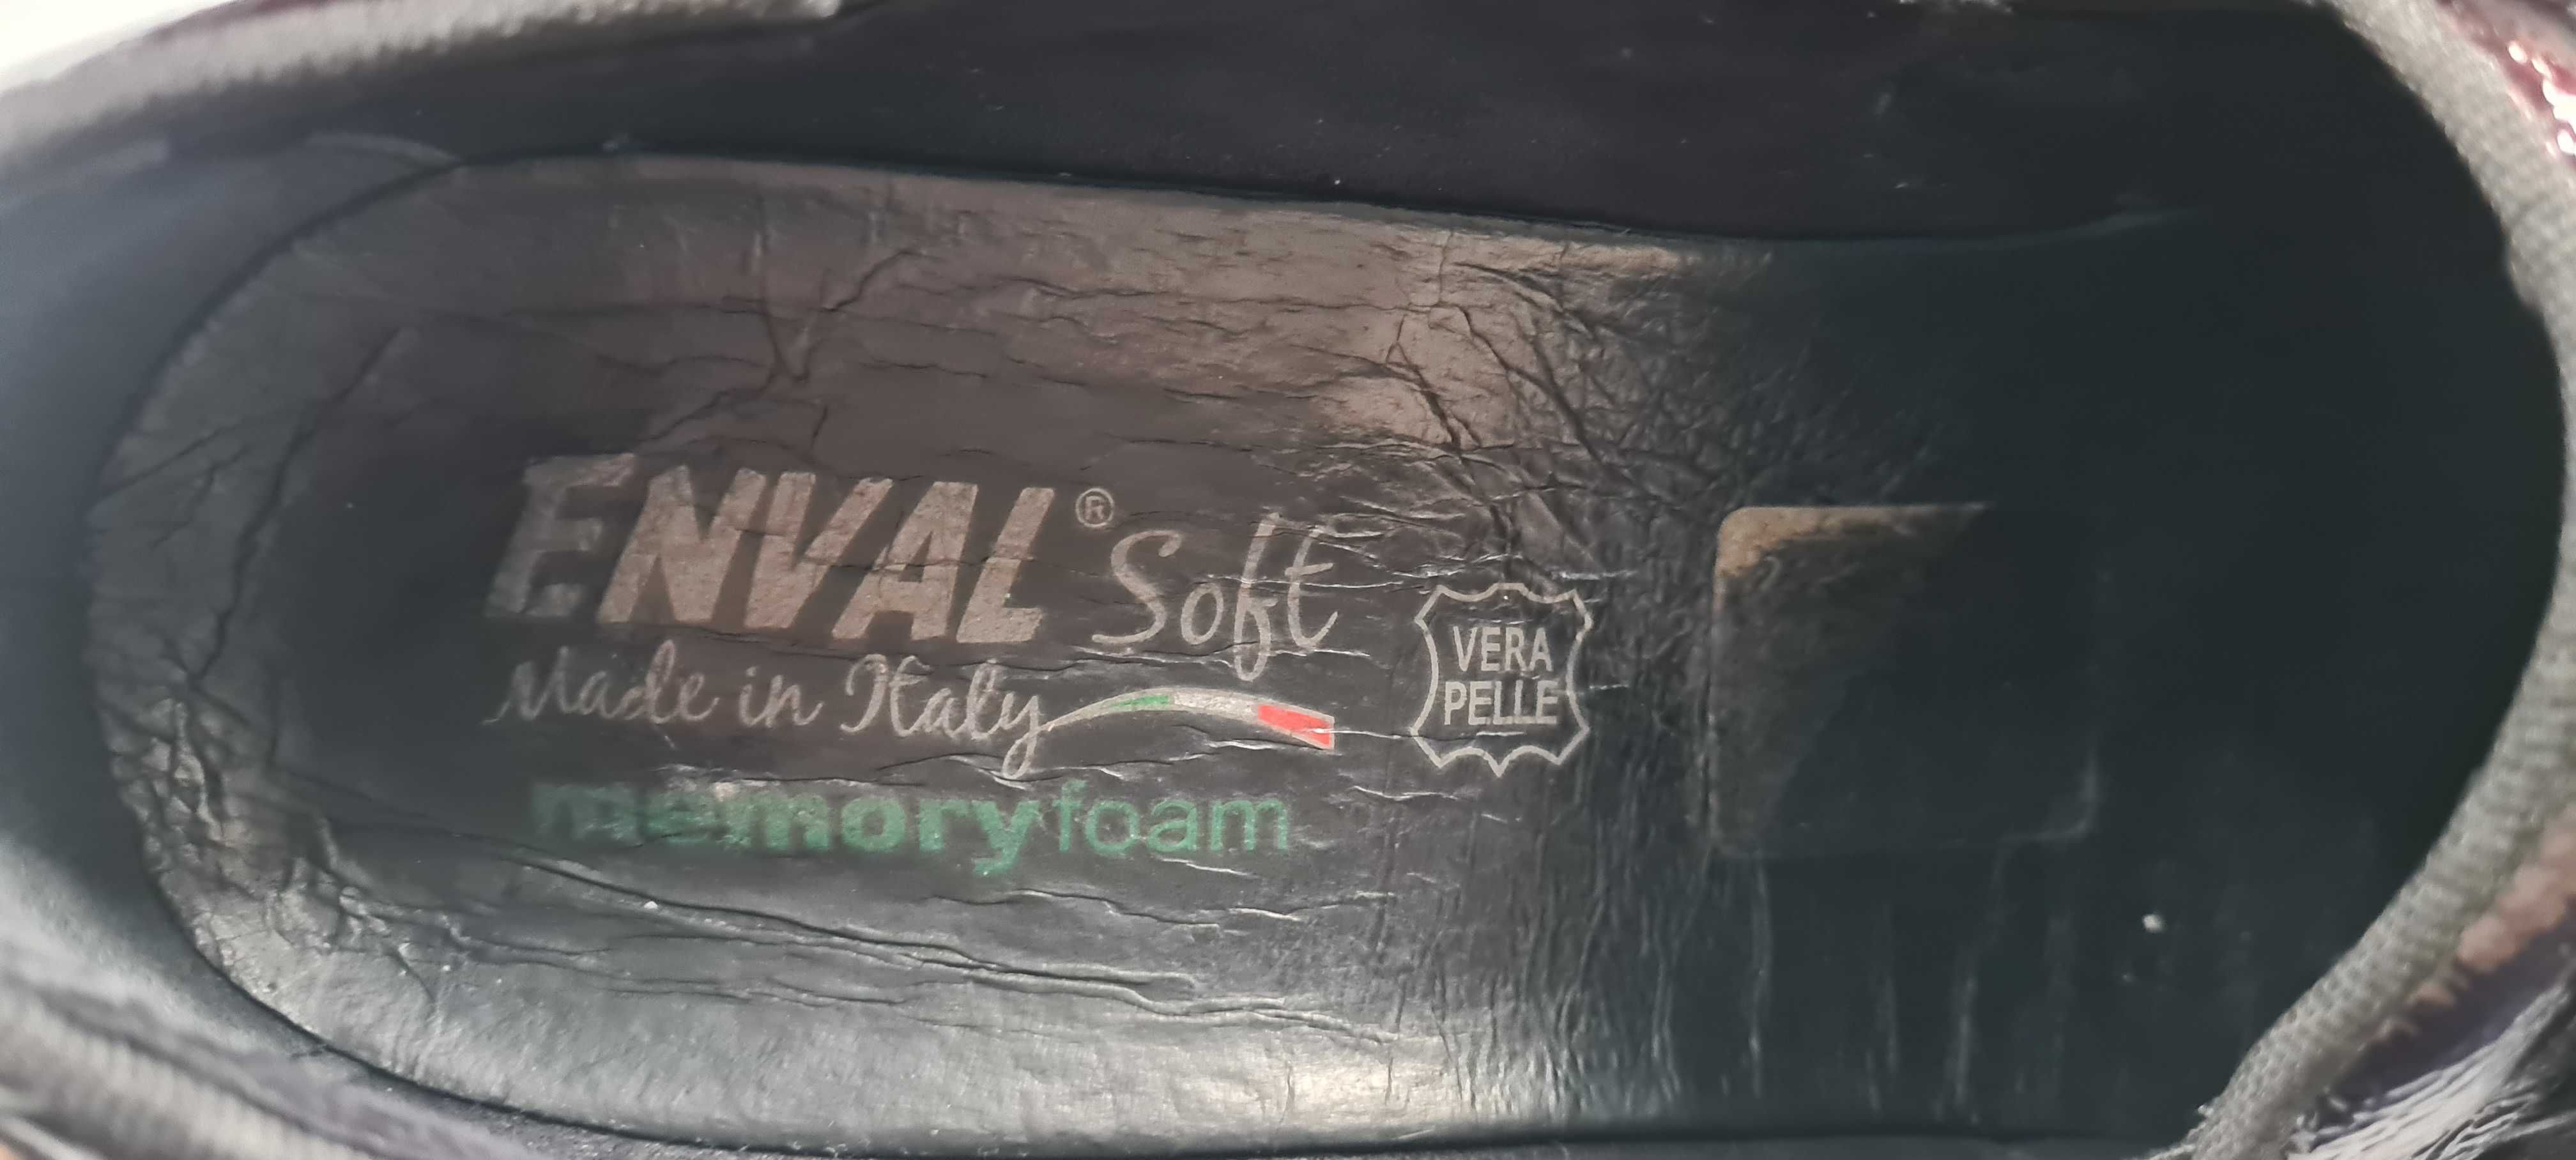 ENVAL® Soft
Made in Italy
memoryfoam
VERA
PELLE